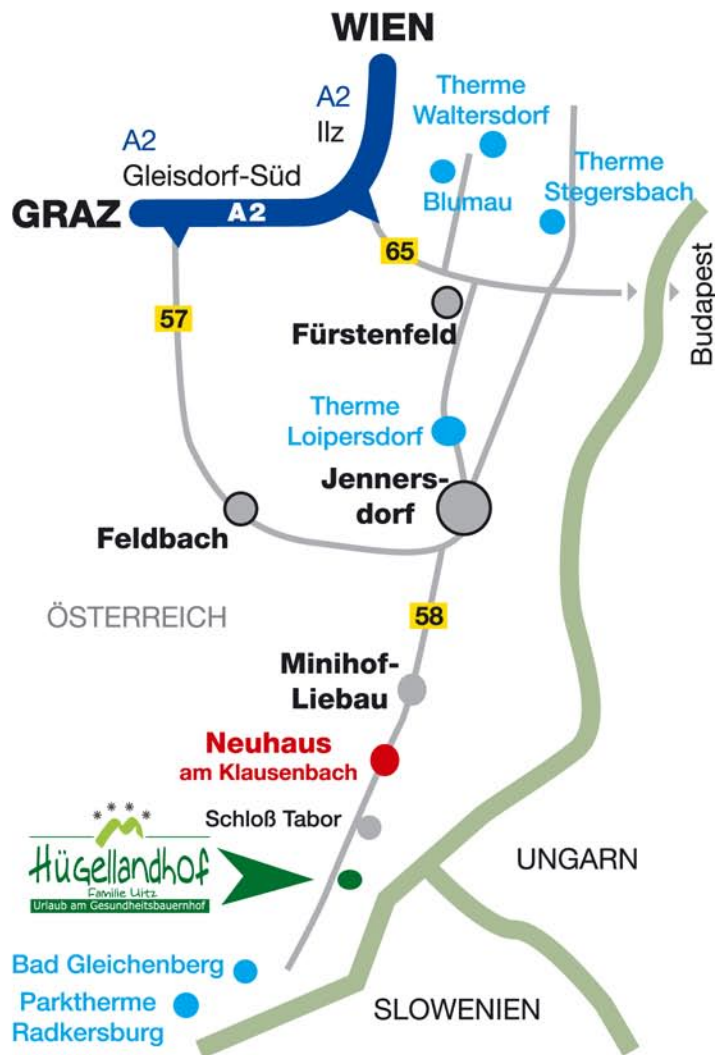 WIEN
A2
Ilz
A2
Gleisdorf-Süd
GRAZ
A2
Therme
Waltersdorf
Blumau
Therme
Stegersbach
65
57
Budapest
Fürstenfeld
Therme
Loipersdorf
Jenners-
dorf
Feldbach
ÖSTERREICH
58
Minihof-
Liebau
Neuhaus
am Klausenbach
Schloß Tabor
Hügellandhof
Familie Uitz
Urlaub am Gesundheitsbauernhof
UNGARN
Bad Gleichenberg
Parktherme
Radkersburg
SLOWENIEN